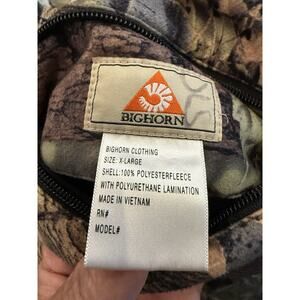 BIGHORN
BIGHORN CLOTHING
SIZE: X-LARGE
SHELL:100% POLYESTERFLEECE
WITH POLYURETHANE LAMINATION
MADE IN VIETNAM
RN#
MODEL#